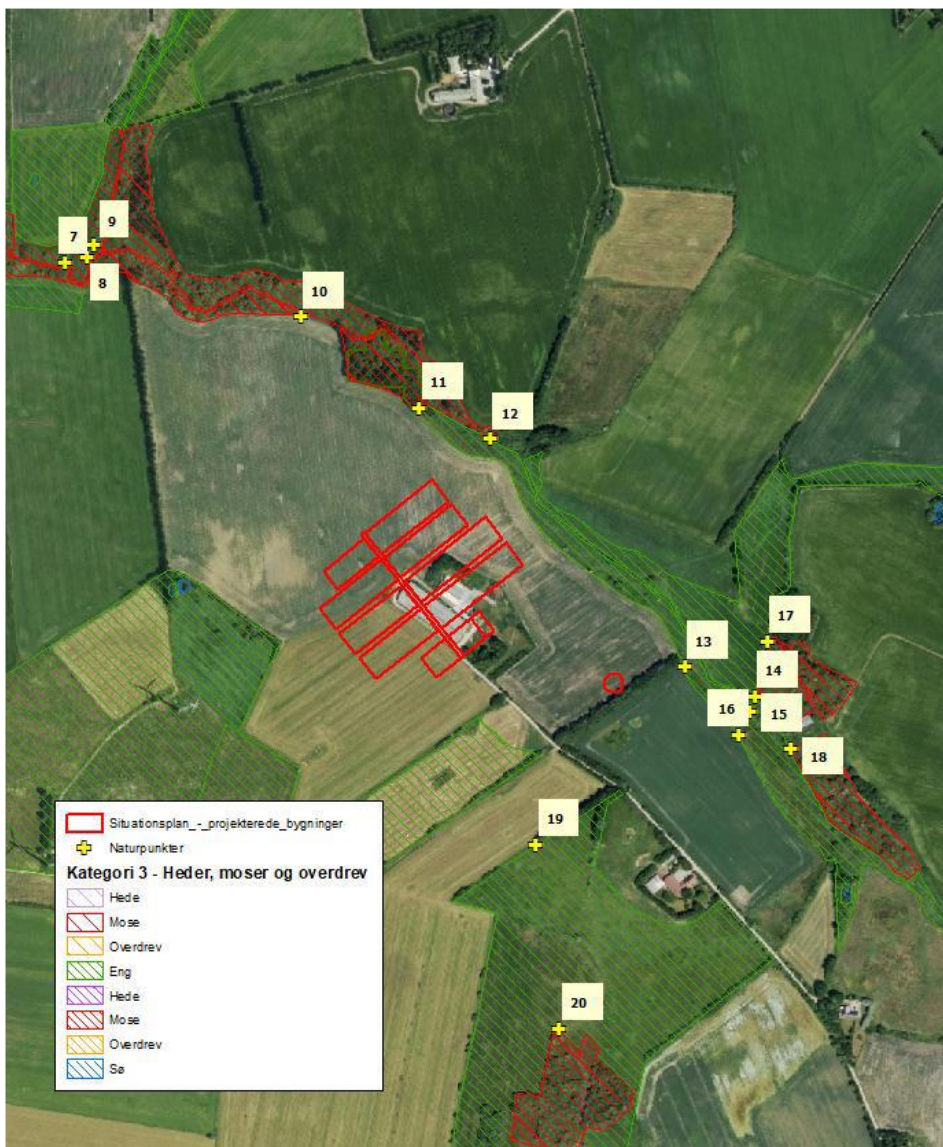 9
7
8
10
11
12
17
13
14
16
15
18
19
20
Situationsplan_-_projekterede_bygninger
Naturpunkter
Kategori 3 - Heder, moser og overdrev
Hede
Mose
Overdrev
Eng
Hede
Mose
Overdrev
Sø